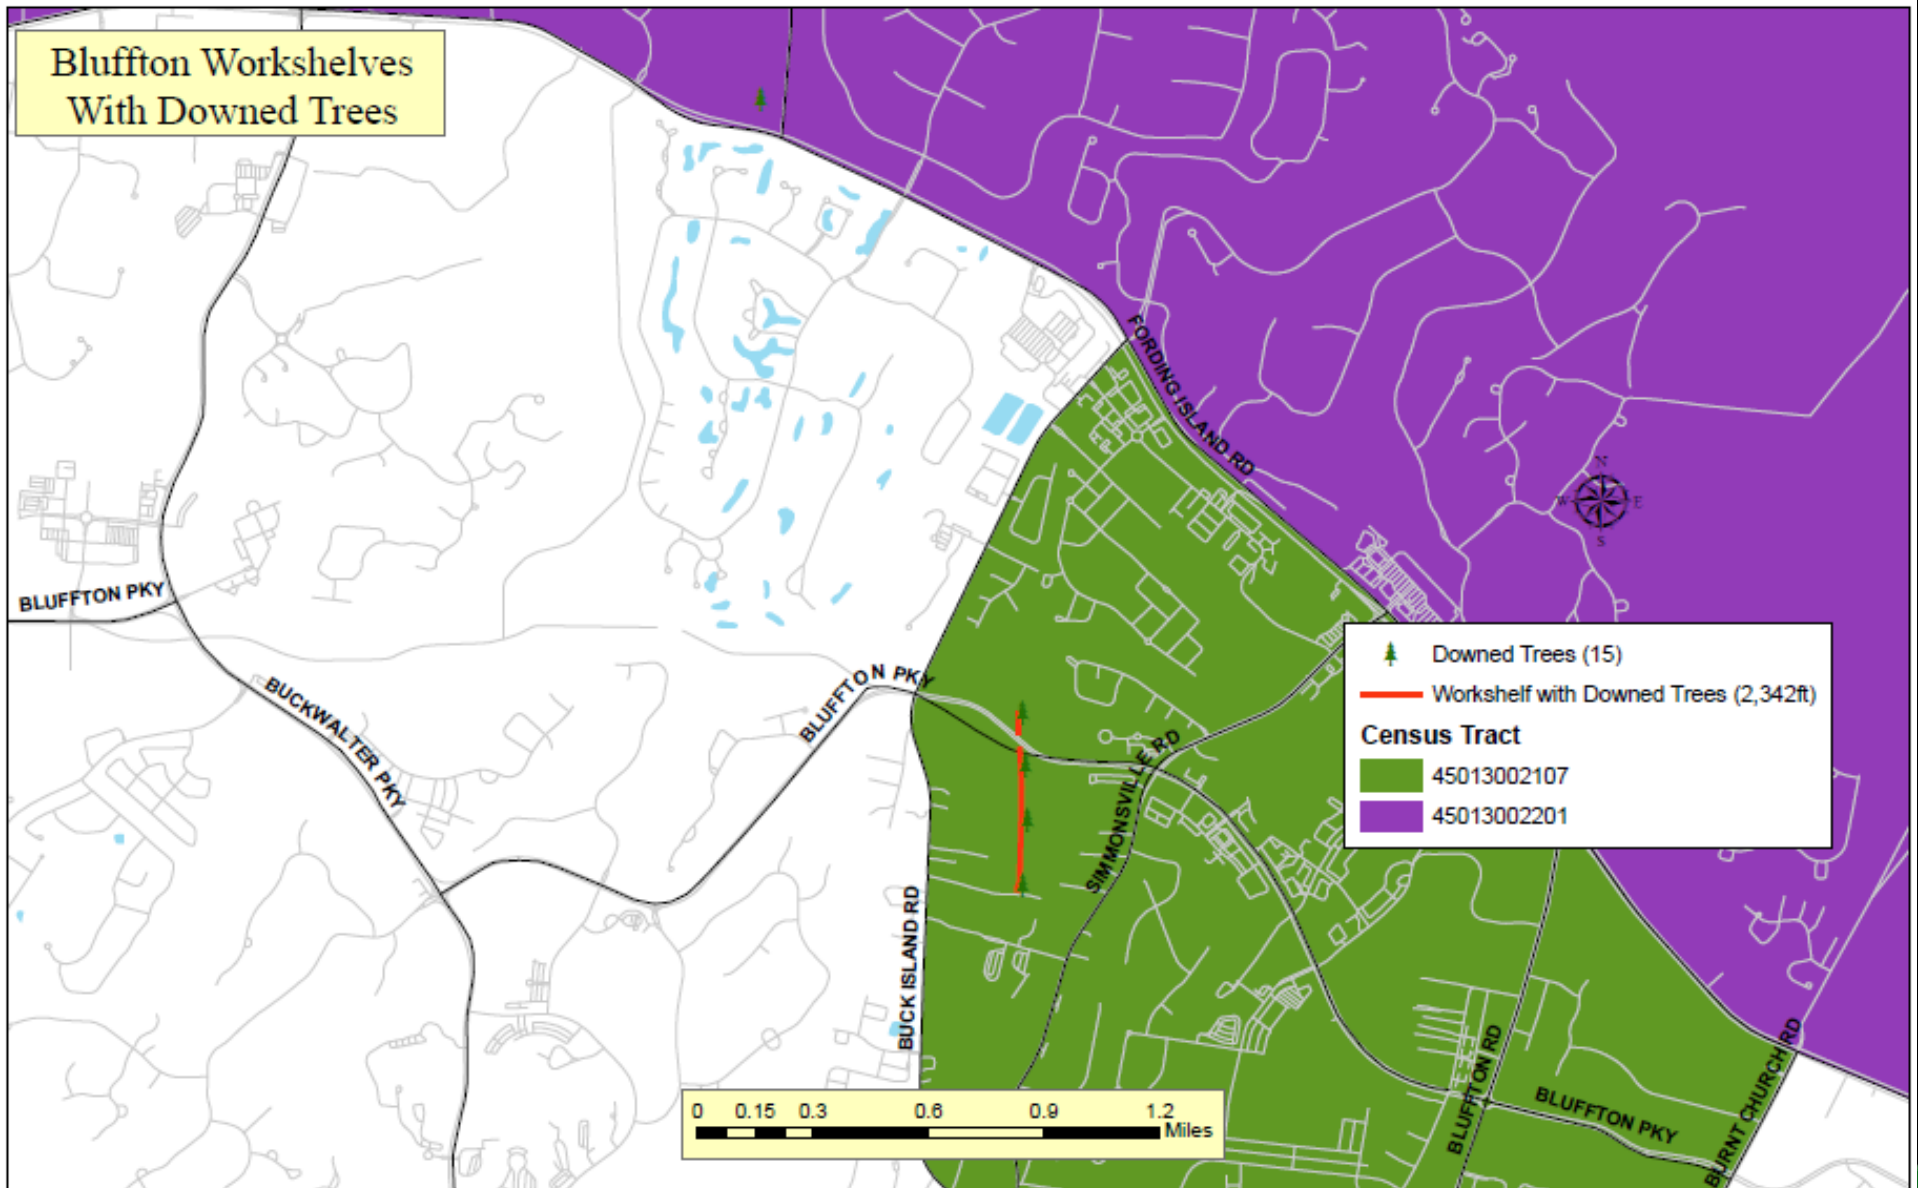 Bluffton Workshelves
With Downed Trees
FORDING ISLAND RD
N
W
E
S
BLUFFTON PKY
BUCKWALTER PKY
BLUFFTON PKY
SIMMONSVILLE RD
BUCK ISLAND RD
BLUFFTON RD
BLUFFTON PKY
BURNT CHURCH RD
Downed Trees (15)
Workshelf with Downed Trees (2,342ft)
Census Tract
45013002107
45013002201
0 0.15 0.3 0.6 0.9 1.2
Miles